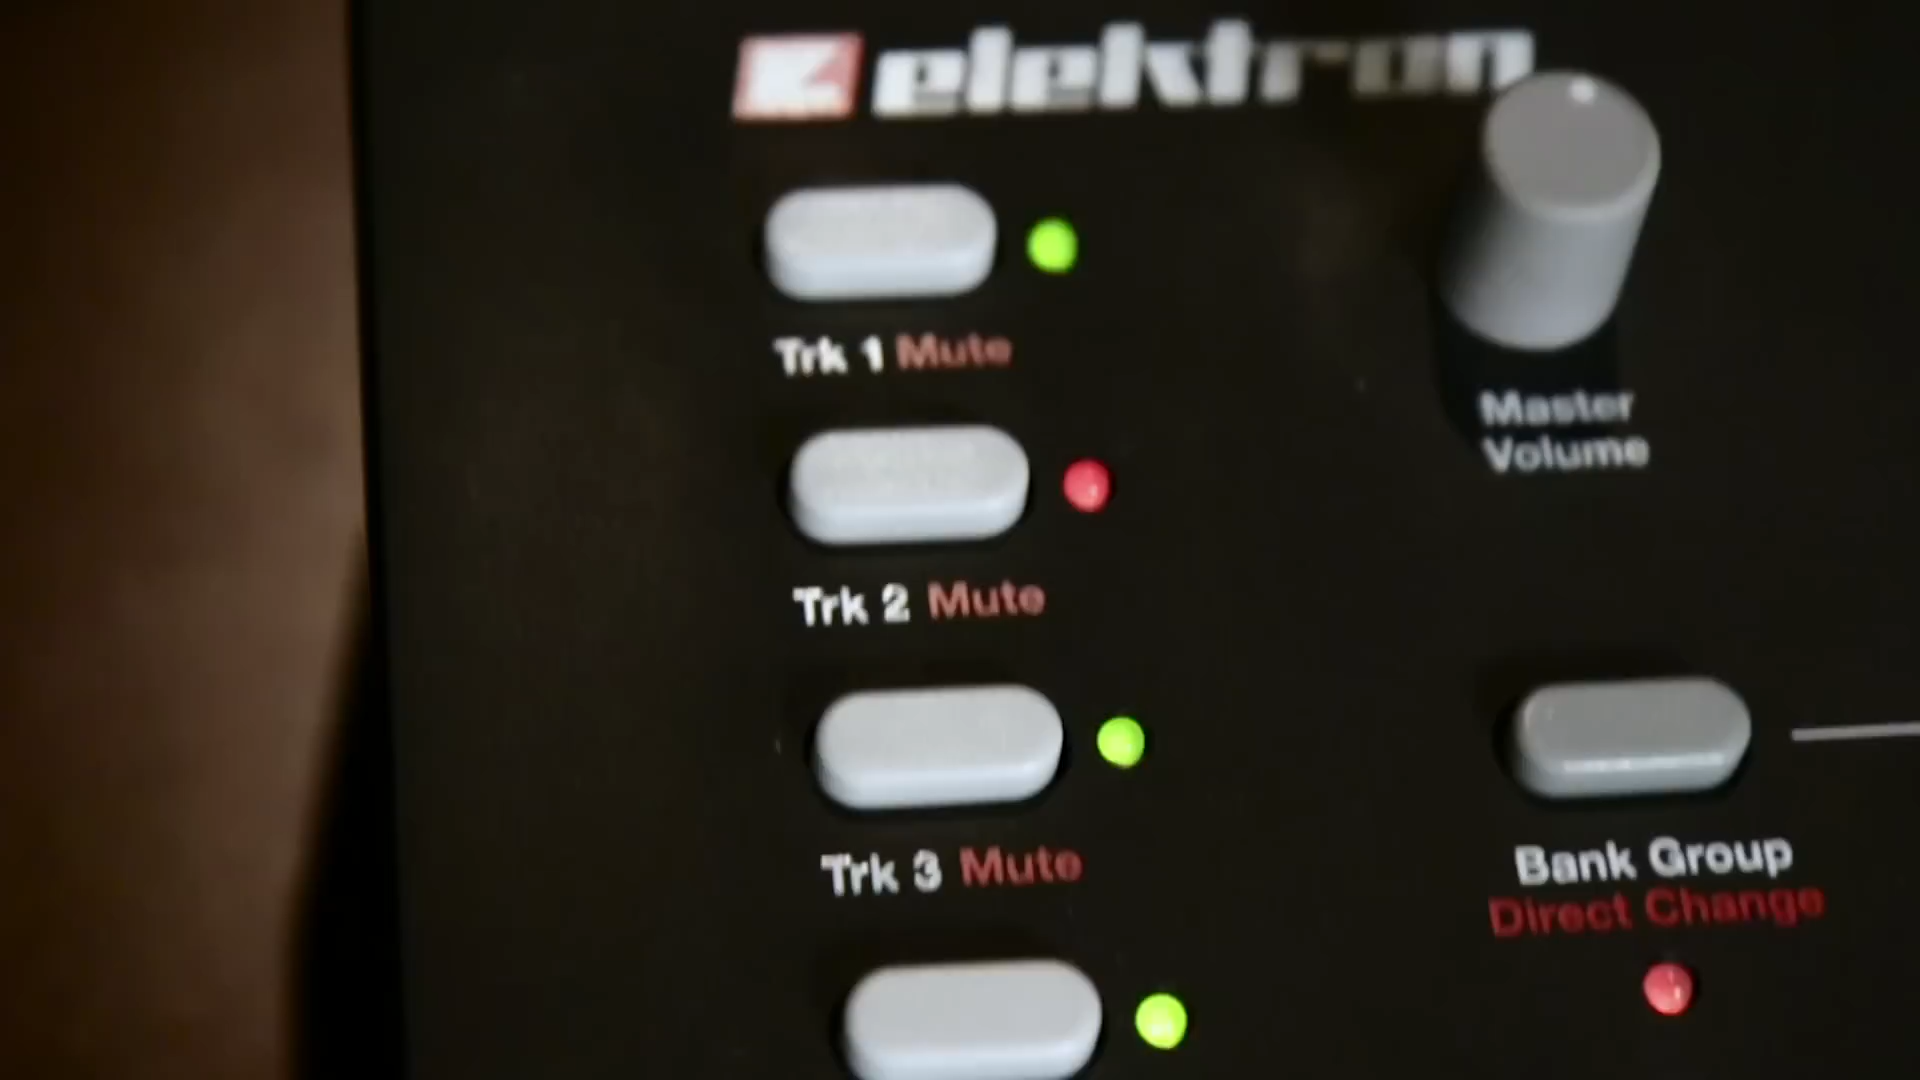 elektron
Trk 1 Mute
Master
Volume
Trk 2 Mute
Trk 3 Mute
Bank Group
Direct Change